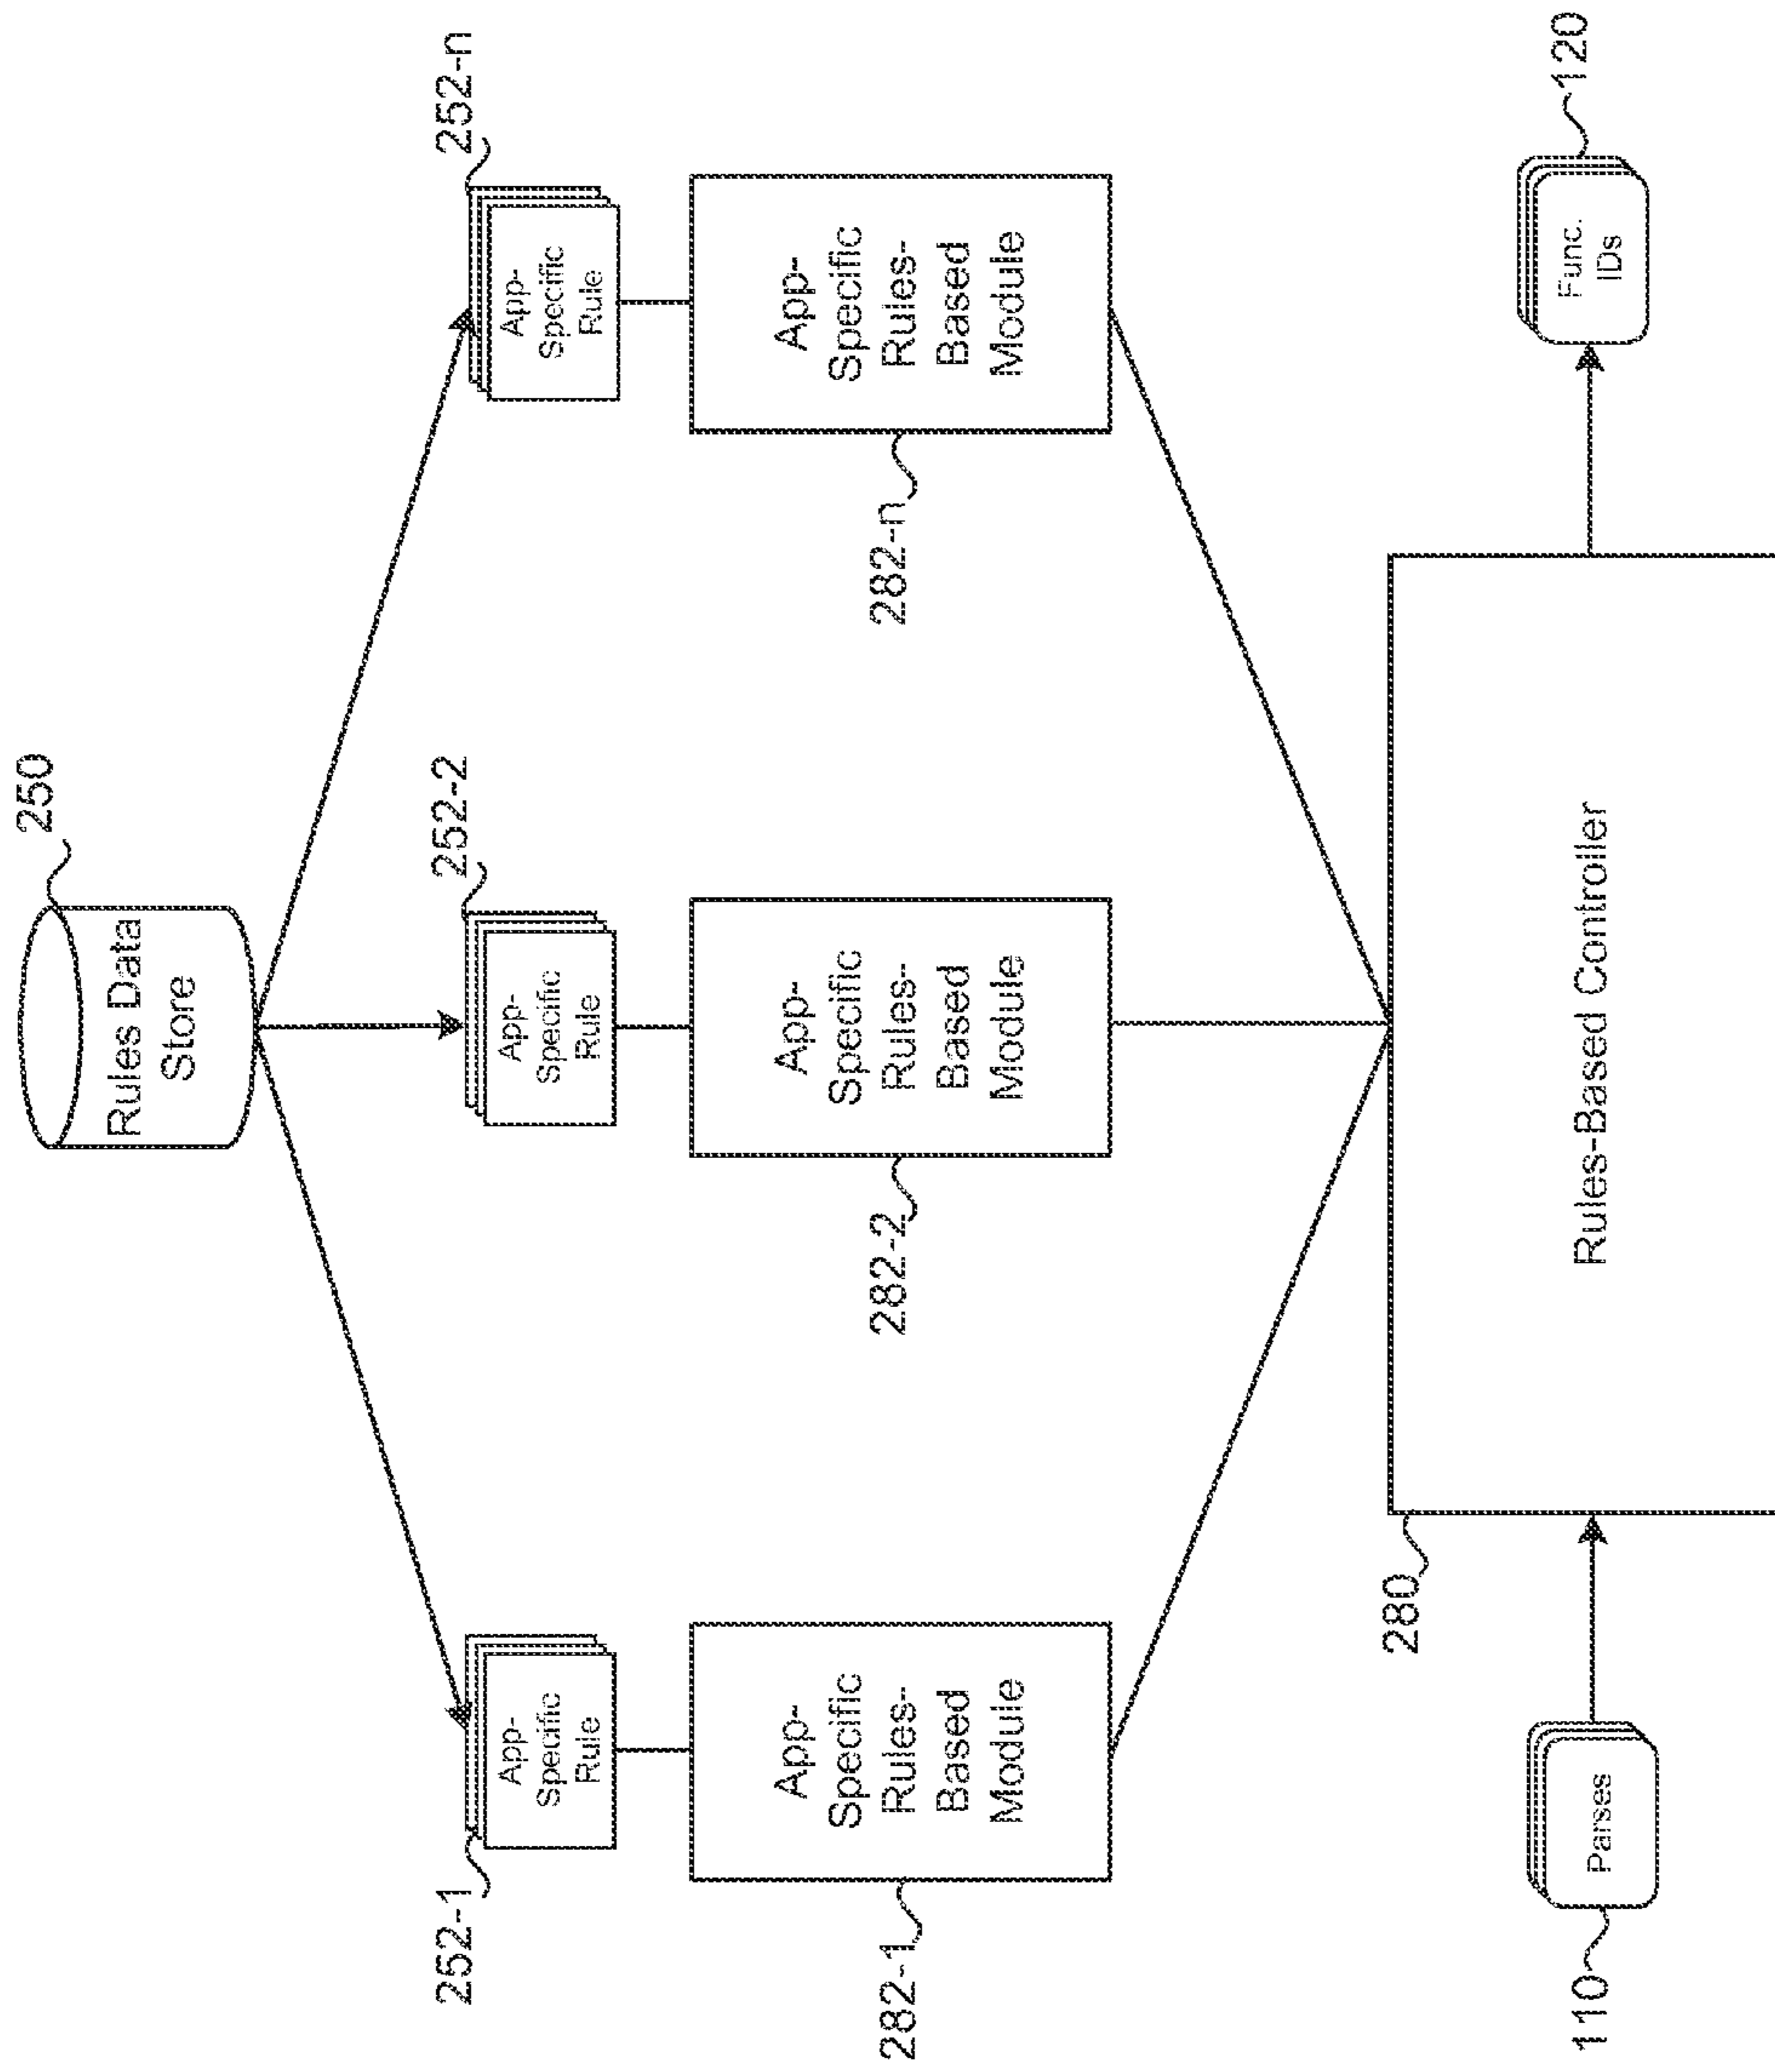 250
Rules Data
Store
252-1
App-
Specific
Rule
252-2
App-
Specific
Rule
252-n
App-
Specific
Rule
282-1
App-
Specific
Rules-
Based
Module
282-2
App-
Specific
Rules-
Based
Module
282-n
App-
Specific
Rules-
Based
Module
280
Rules-Based Controller
110
Parses
Func.
IDs
120